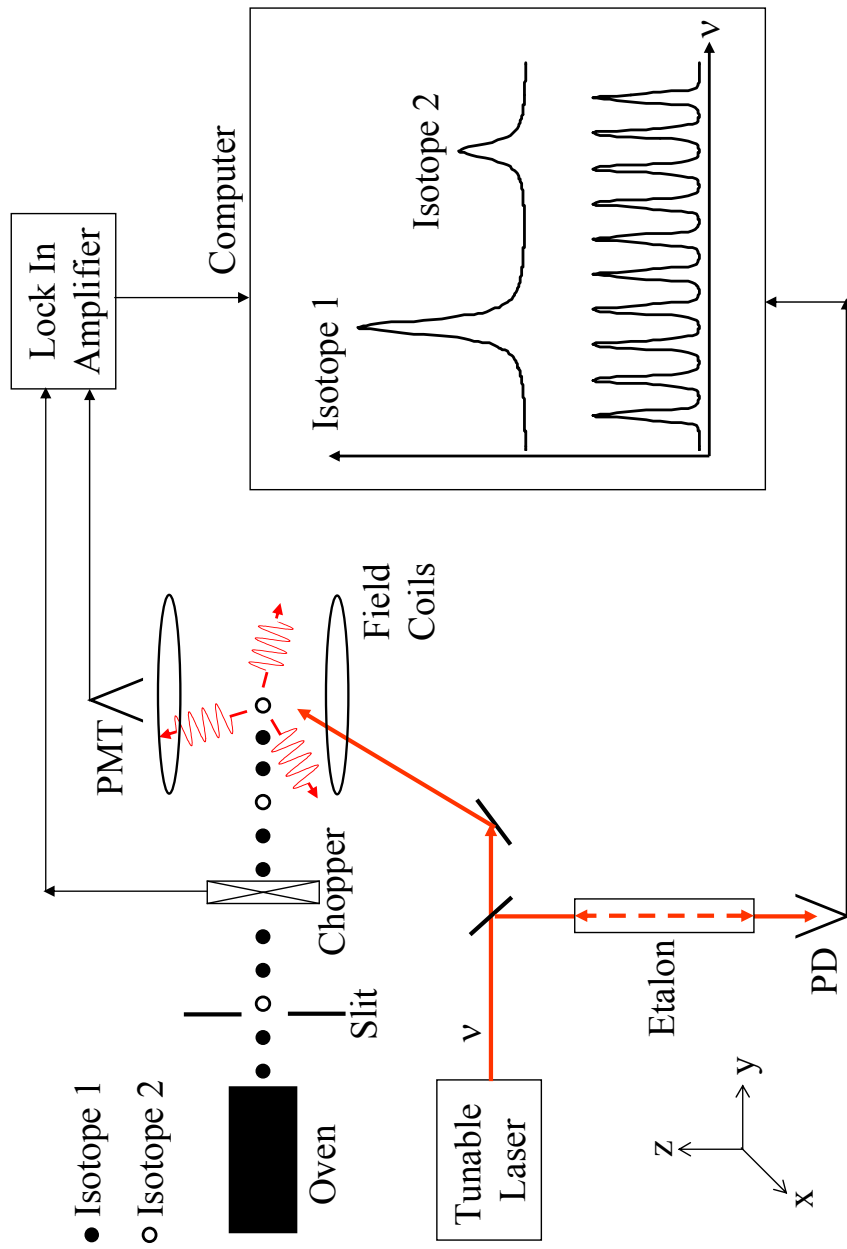 Isotope 1
Isotope 2
Oven
Slit
Chopper
PMT
Field
Coils
Lock In
Amplifier
Computer
Isotope 1
Isotope 2
ν
Tunable
Laser
ν
Etalon
PD
z
y
x